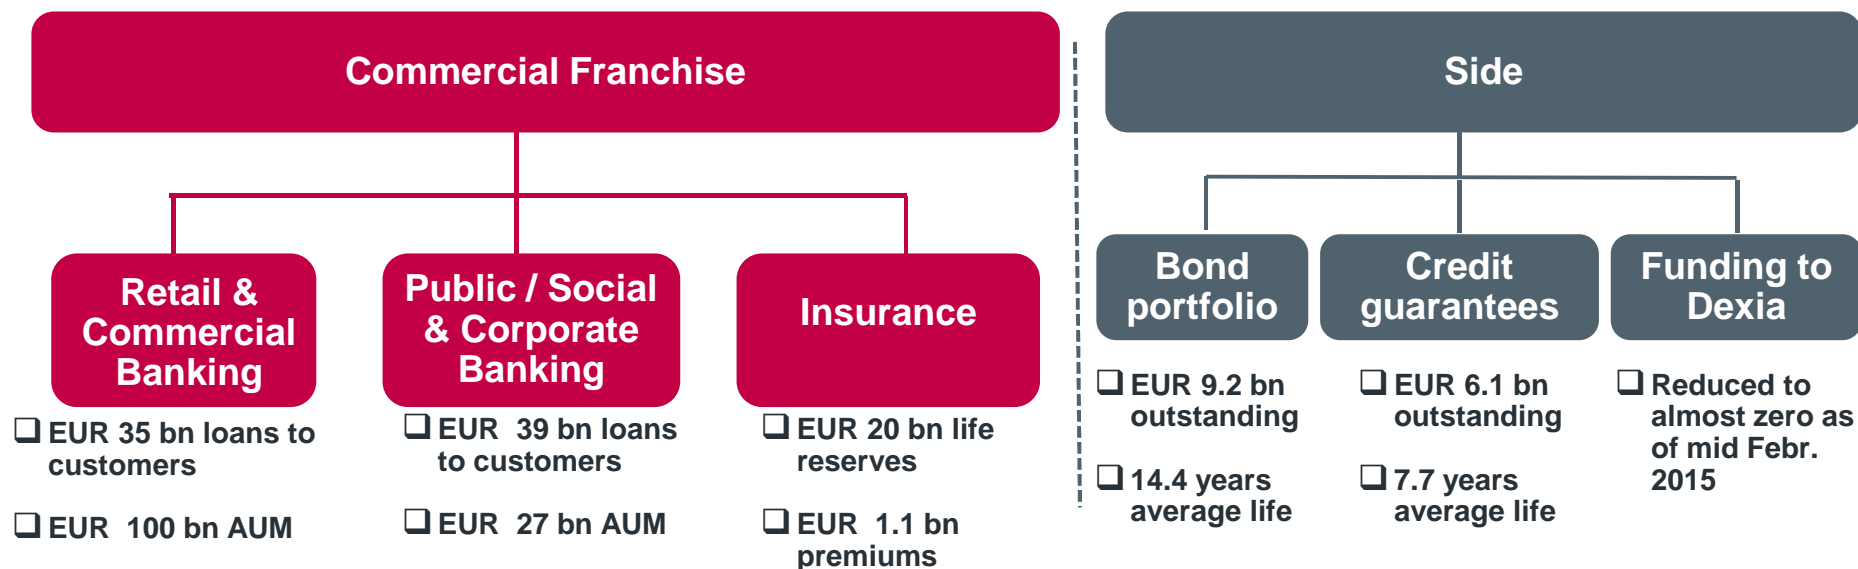 Commercial Franchise
Side
Retail &
Commercial
Banking
❑ EUR 35 bn loans to
customers
❑ EUR 100 bn AUM
Public / Social
& Corporate
Banking
❑ EUR 39 bn loans
to customers
❑ EUR 27 bn AUM
Insurance
❑ EUR 20 bn life
reserves
❑ EUR 1.1 bn
premiums
Bond
portfolio
❑ EUR 9.2 bn
outstanding
❑ 14.4 years
average life
Credit
guarantees
❑ EUR 6.1 bn
outstanding
❑ 7.7 years
average life
Funding to
Dexia
❑ Reduced to
almost zero as
of mid Febr.
2015